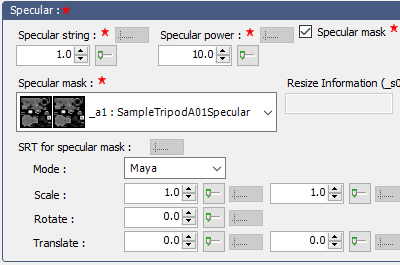 Specular :
Specular string :
Specular power :
Specular mask
1.0
10.0
Specular mask :
Resize Information (_s0
_a1 : SampleTripodA01Specular
SRT for specular mask :
Mode :
Maya
Scale :
1.0
1.0
Rotate :
0.0
Translate :
0.0
0.0